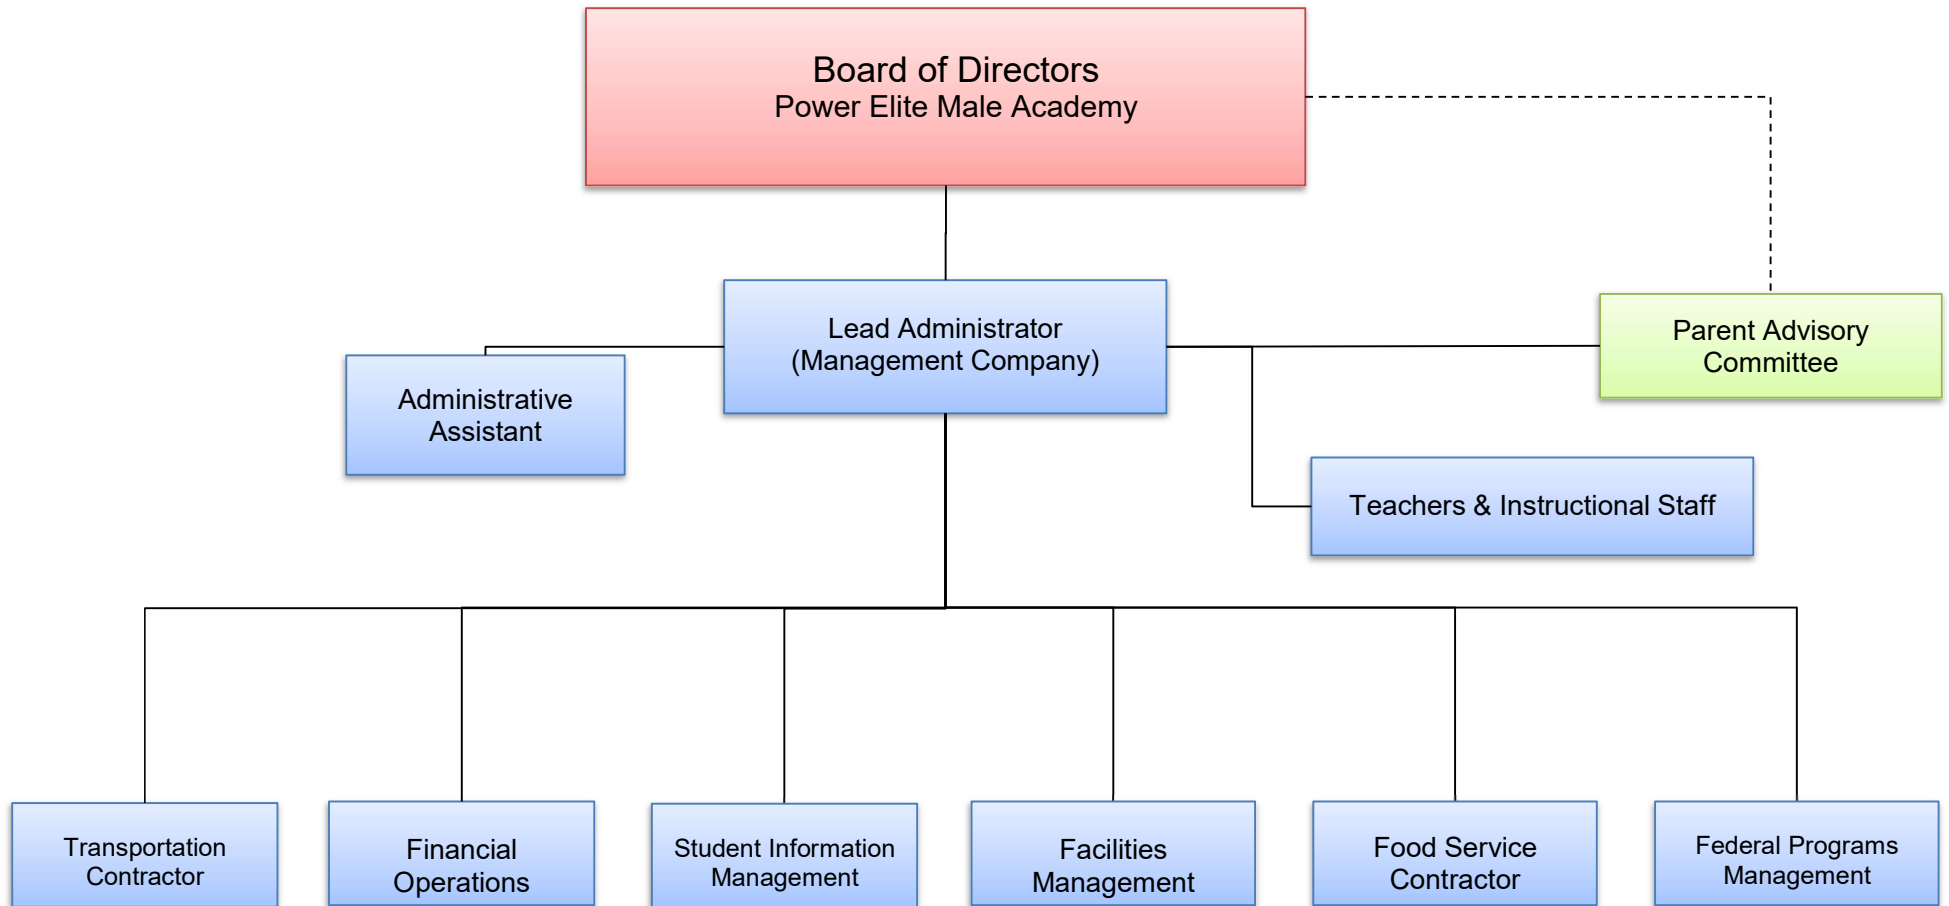 Board of Directors
Power Elite Male Academy
Lead Administrator
(Management Company)
Parent Advisory
Committee
Administrative
Assistant
Teachers & Instructional Staff
Transportation
Contractor
Financial
Operations
Student Information
Management
Facilities
Management
Food Service
Contractor
Federal Programs
Management